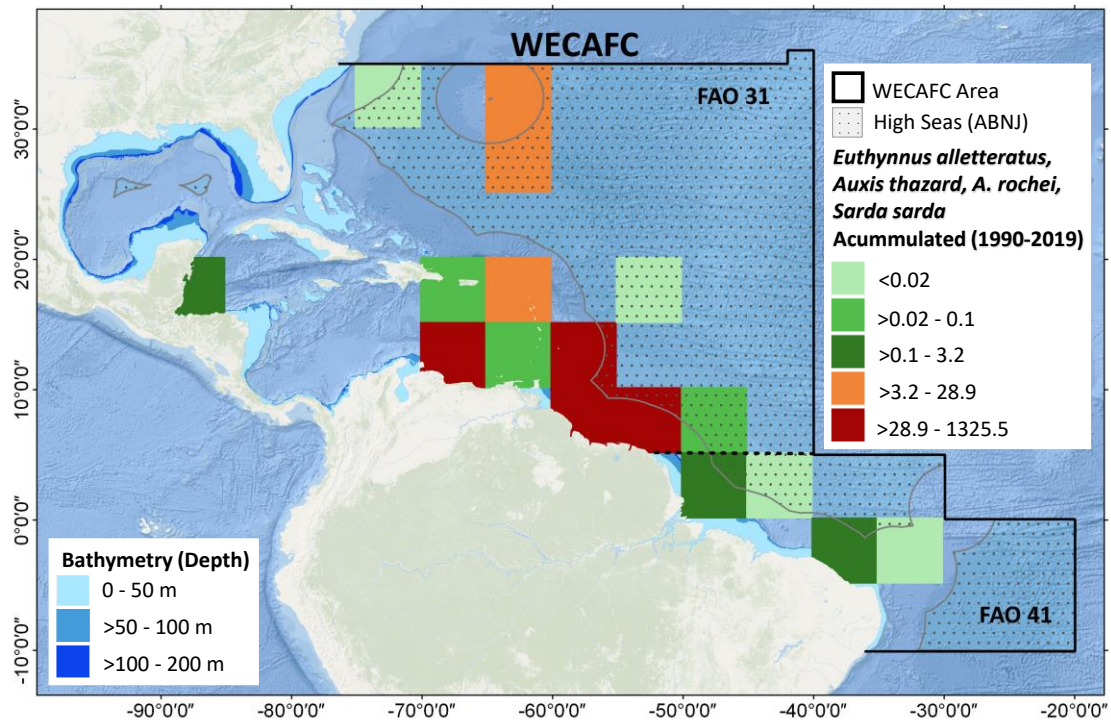 WECAFC
FAO 31
WECAFC Area
High Seas (ABNJ)
Euthynnus alletteratus,
Auxis thazard, A. rochei,
Sarda sarda
Acummulated (1990-2019)
<0.02
>0.02 - 0.1
>0.1 - 3.2
>3.2 - 28.9
>28.9 - 1325.5
30°0'0"
20°0'0"
10°0'0"
0°0'0"
-10°0'0"
Bathymetry (Depth)
0 - 50 m
>50 - 100 m
>100 - 200 m
FAO 41
-90°0'0" -80°0'0" -70°0'0" -60°0'0" -50°0'0" -40°0'0" -30°0'0" -20°0'0"